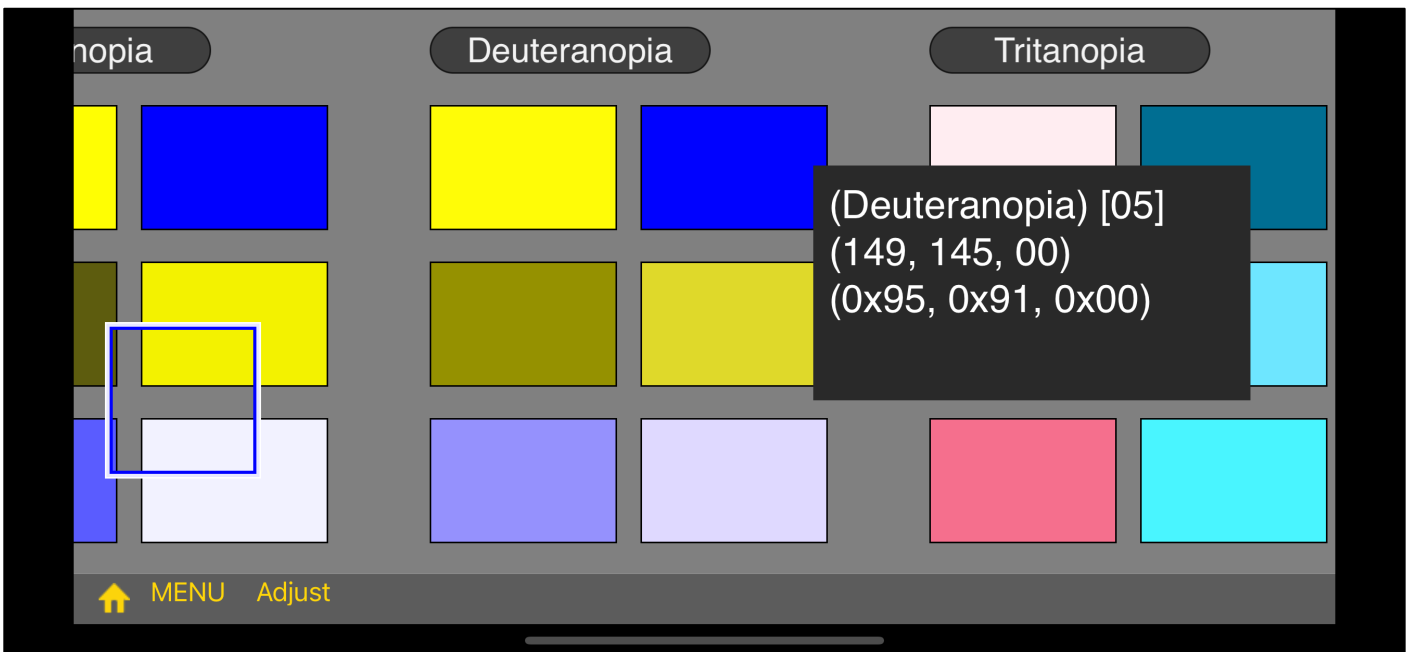 nopia
Deuteranopia
Tritanopia
(Deuteranopia) [05]
(149, 145, 00)
(0x95, 0x91, 0x00)
MENU
Adjust